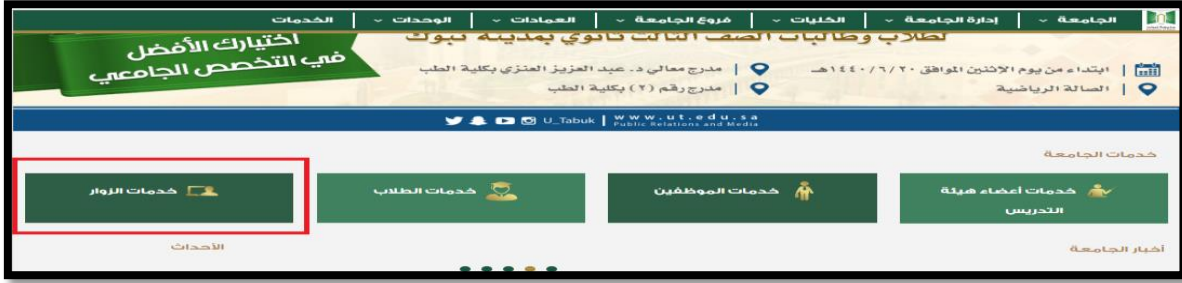 الجامعة | إدارة الجامعة | الكليات | فروع الجامعة | العمادات | الوحدات | الخدمات
لطلاب وطالبات الصف الثالث ثانوي بمدينة تبوك
اختيارك الأفضل
في التخصص الجامعي
ابتداء من يوم الاثنين الموافق ١٤٤٠/٦/٢٠هـ | مدرج معالي د. عبد العزيز العنزي بكلية الطب
الصالة الرياضية | مدرج رقم (٢) بكلية الطب
U_Tabuk | www.ut.edu.sa
Public Relations and Media
خدمات الجامعة
خدمات أعضاء هيئة
التدريس
خدمات الموظفين
خدمات الطلاب
خدمات الزوار
أخبار الجامعة
الأحداث